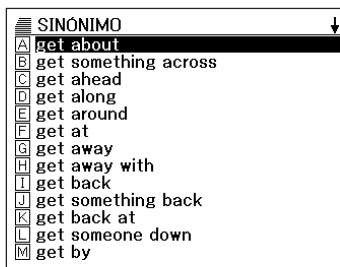 SINÓNIMO ↓
A get about
B get something across
C get ahead
D get along
E get around
F get at
G get away
H get away with
I get back
J get something back
K get back at
L get someone down
M get by